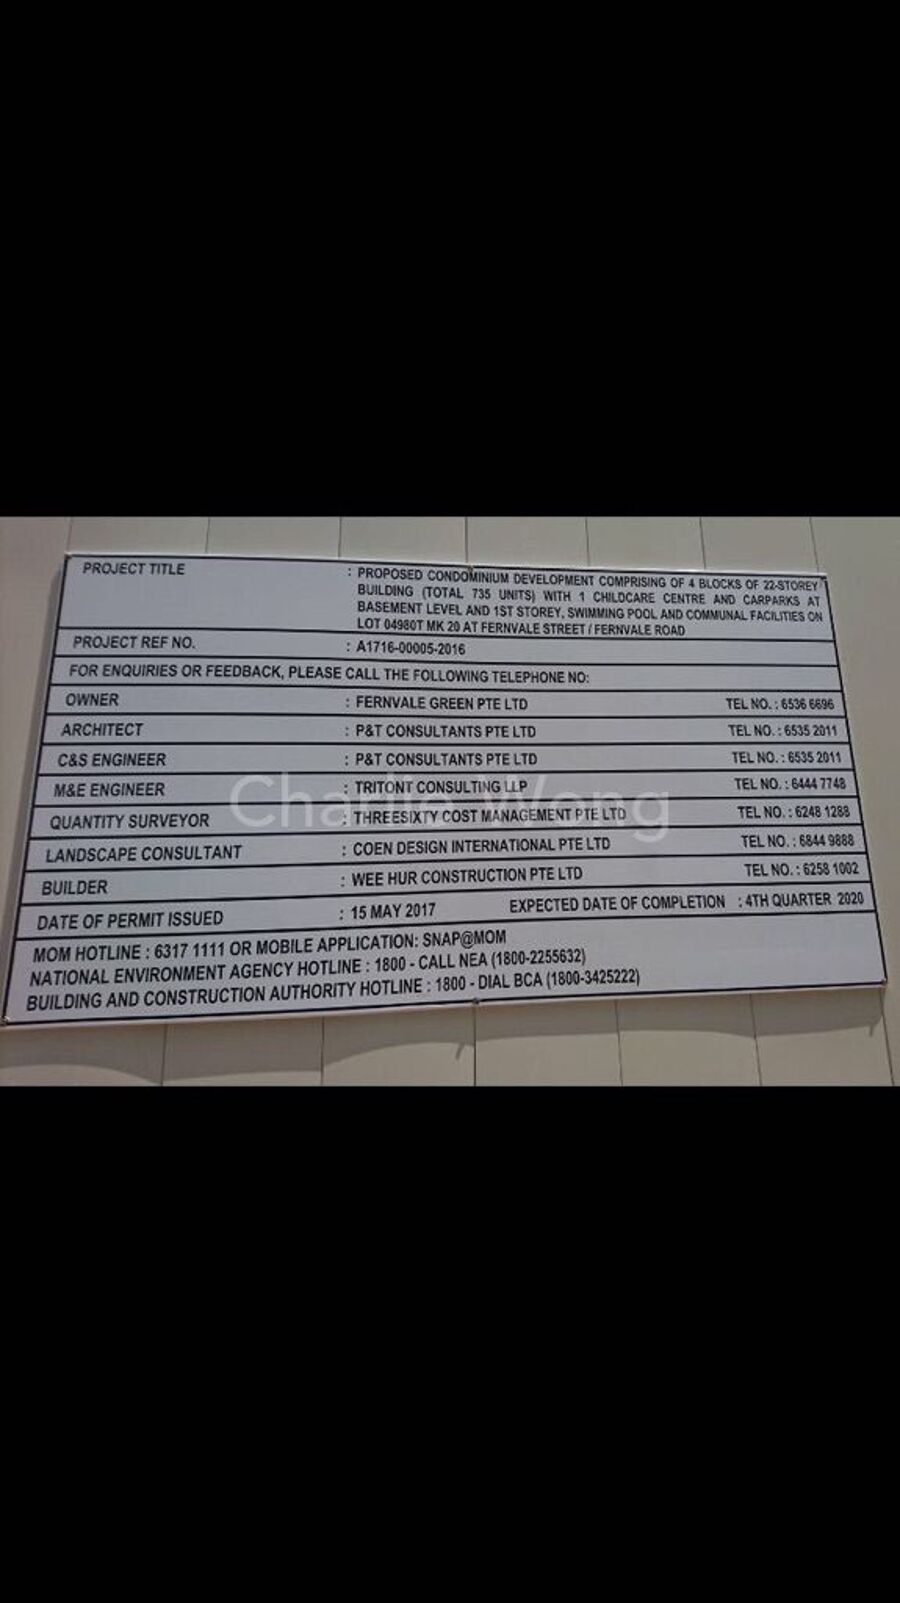 PROJECT TITLE : PROPOSED CONDOMINIUM DEVELOPMENT COMPRISING OF 4 BLOCKS OF 22-STOREY
BUILDING (TOTAL 735 UNITS) WITH 1 CHILDCARE CENTRE AND CARPARKS AT
BASEMENT LEVEL AND 1ST STOREY, SWIMMING POOL AND COMMUNAL FACILITIES ON
LOT 04980T MK 20 AT FERNVALE STREET / FERNVALE ROAD
PROJECT REF NO. : A1716-00005-2016
FOR ENQUIRIES OR FEEDBACK, PLEASE CALL THE FOLLOWING TELEPHONE NO:
OWNER : FERNVALE GREEN PTE LTD TEL NO. : 6536 6696
ARCHITECT : P&T CONSULTANTS PTE LTD TEL NO. : 6535 2011
C&S ENGINEER : P&T CONSULTANTS PTE LTD TEL NO. : 6535 2011
M&E ENGINEER : TRITONT CONSULTING LLP TEL NO. : 6444 7748
Charlie Wong
QUANTITY SURVEYOR : THREESIXTY COST MANAGEMENT PTE LTD TEL NO. : 6248 1288
LANDSCAPE CONSULTANT : COEN DESIGN INTERNATIONAL PTE LTD TEL NO. : 6844 9888
BUILDER : WEE HUR CONSTRUCTION PTE LTD TEL NO. : 6258 1002
DATE OF PERMIT ISSUED : 15 MAY 2017 EXPECTED DATE OF COMPLETION : 4TH QUARTER 2020
MOM HOTLINE : 6317 1111 OR MOBILE APPLICATION: SNAP@MOM
NATIONAL ENVIRONMENT AGENCY HOTLINE : 1800 - CALL NEA (1800-2255632)
BUILDING AND CONSTRUCTION AUTHORITY HOTLINE : 1800 - DIAL BCA (1800-3425222)